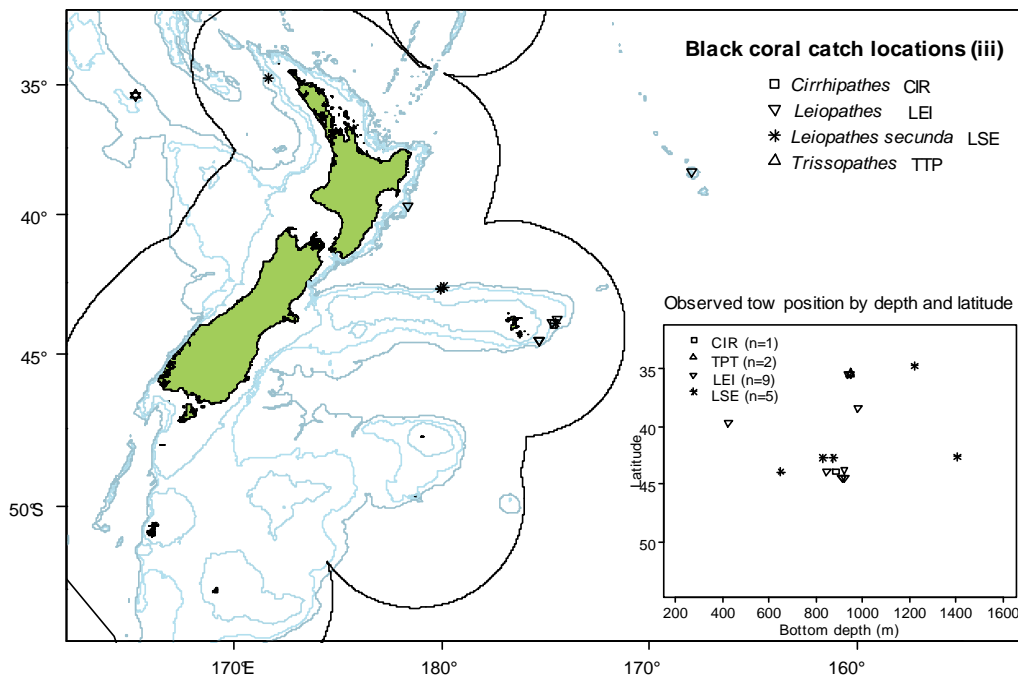 Black coral catch locations (iii)
Cirrhipathes CIR
Leiopathes LEI
Leiopathes secunda LSE
Trissopathes TTP
35°
40°
45°
50°S
170°E
180°
170°
160°
Observed tow position by depth and latitude
CIR (n=1)
TPT (n=2)
LEI (n=9)
LSE (n=5)
Latitude
35
40
45
50
200
400
600
800
1000
1200
1400
1600
Bottom depth (m)